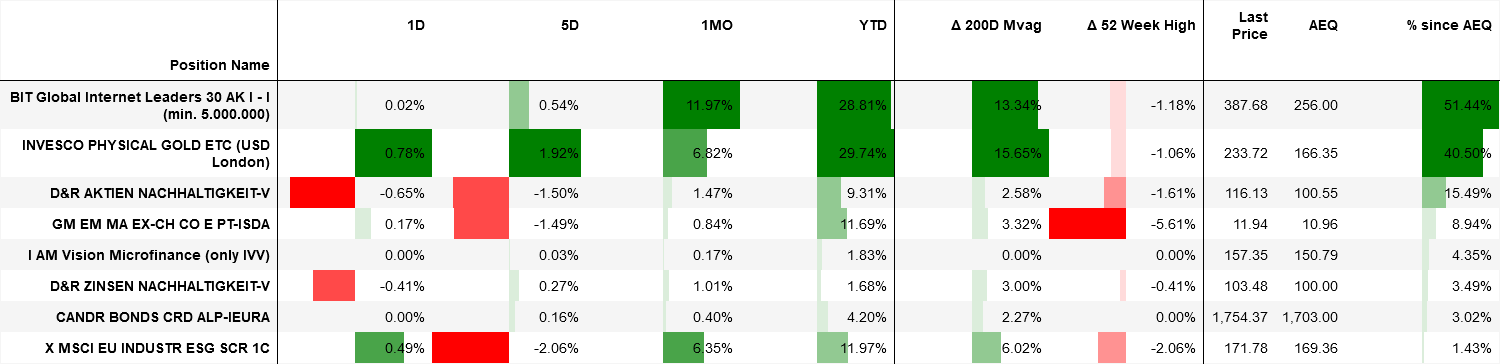 Position Name 1D 5D 1MO YTD Δ 200D Mvag Δ 52 Week High Last Price AEQ % since AEQ
BIT Global Internet Leaders 30 AK I - I
(min. 5.000.000) 0.02% 0.54% 11.97% 28.81% 13.34% -1.18% 387.68 256.00 51.44%
INVESCO PHYSICAL GOLD ETC (USD
London) 0.78% 1.92% 6.82% 29.74% 15.65% -1.06% 233.72 166.35 40.50%
D&R AKTIEN NACHHALTIGKEIT-V -0.65% -1.50% 1.47% 9.31% 2.58% -1.61% 116.13 100.55 15.49%
GM EM MA EX-CH CO E PT-ISDA 0.17% -1.49% 0.84% 11.69% 3.32% -5.61% 11.94 10.96 8.94%
I AM Vision Microfinance (only IVV) 0.00% 0.03% 0.17% 1.83% 0.00% 0.00% 157.35 150.79 4.35%
D&R ZINSEN NACHHALTIGKEIT-V -0.41% 0.27% 1.01% 1.68% 3.00% -0.41% 103.48 100.00 3.49%
CANDR BONDS CRD ALP-IEURA 0.00% 0.16% 0.40% 4.20% 2.27% 0.00% 1,754.37 1,703.00 3.02%
X MSCI EU INDUSTR ESG SCR 1C 0.49% -2.06% 6.35% 11.97% 6.02% -2.06% 171.78 169.36 1.43%